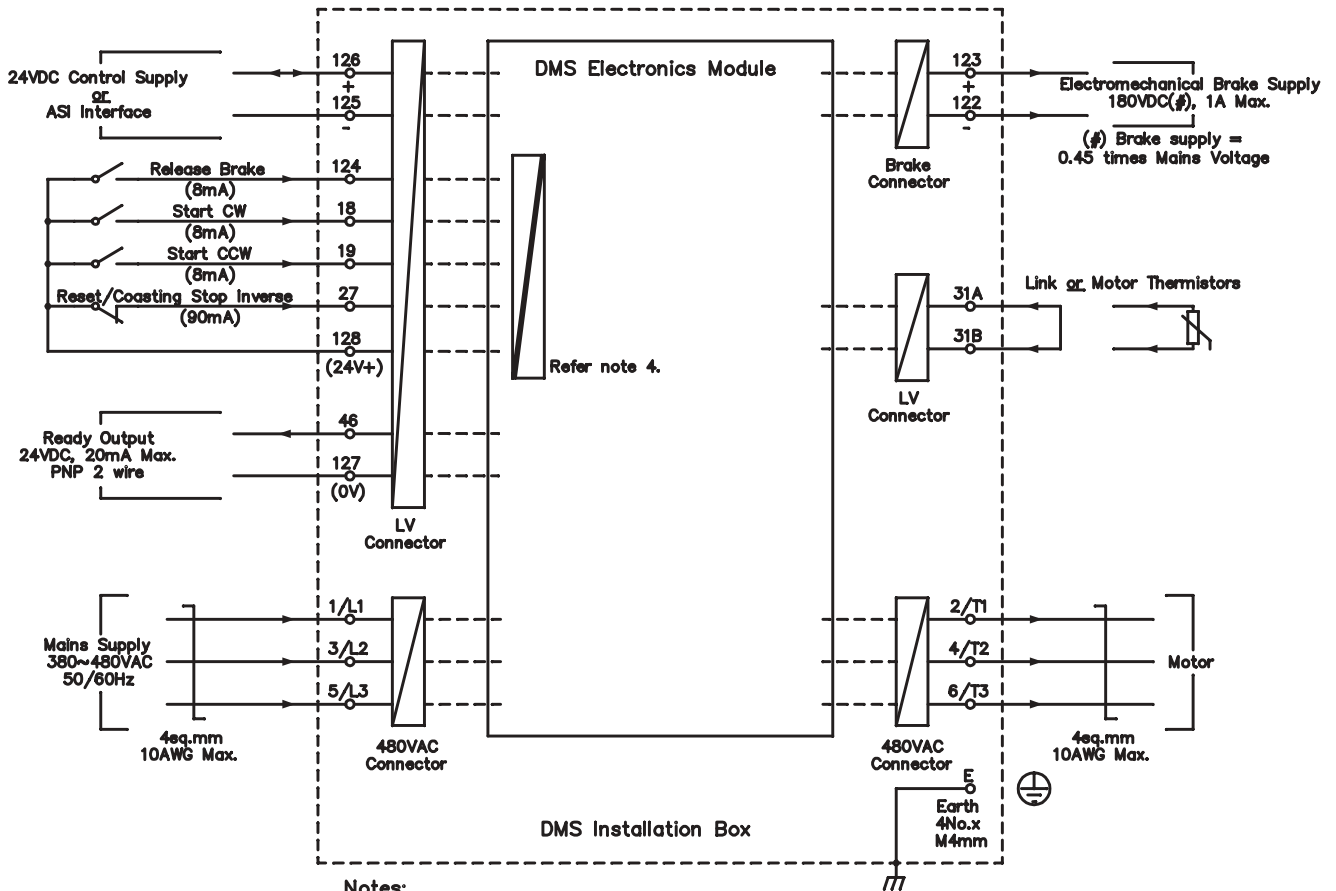 24VDC Control Supply
or
ASI Interface
126
+
125
-
Release Brake
(8mA)
124
Start CW
(8mA)
18
Start CCW
(8mA)
19
Reset/Coasting Stop Inverse
(90mA)
27
128
(24V+)
Ready Output
24VDC, 20mA Max.
PNP 2 wire
46
127
(0V)
LV
Connector
Mains Supply
380~480VAC
50/60Hz
1/L1
3/L2
5/L3
4eq.mm
10AWG Max.
480VAC
Connector
DMS Electronics Module
Refer note 4.
DMS Installation Box
123
+
122
-
Brake
Connector
Electromechanical Brake Supply
180VDC(#), 1A Max.
(#) Brake supply =
0.45 times Mains Voltage
31A
31B
LV
Connector
Link or Motor Thermistors
2/T1
4/T2
6/T3
480VAC
Connector
Motor
4eq.mm
10AWG Max.
E
Earth
4No.x
M4mm
Notes: